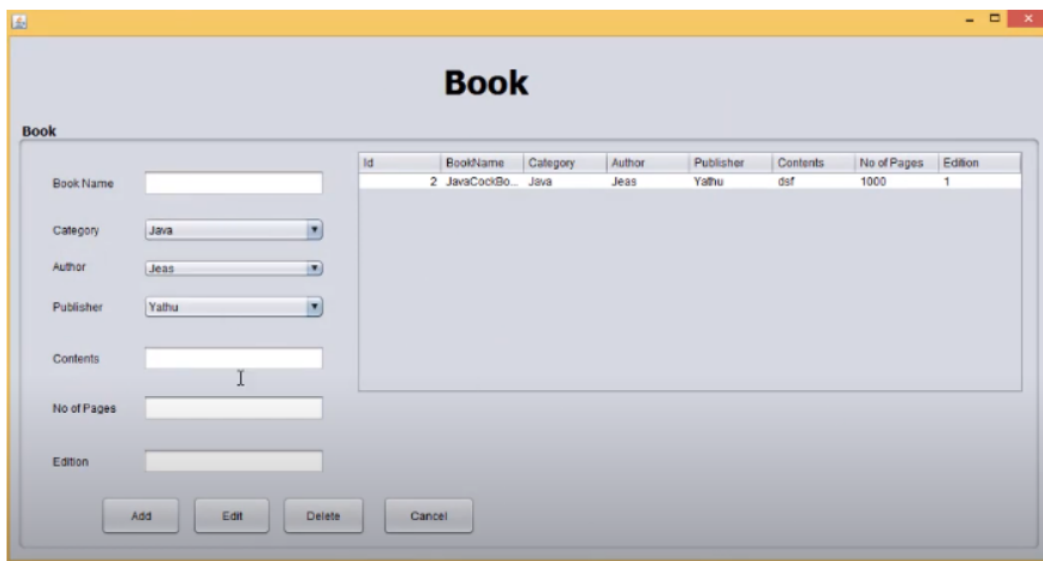 Book
Book
Id BookName Category Author Publisher Contents No of Pages Edition
2 JavaCockBo... Java Jeas Yathu dsf 1000 1
Book Name
Category Java
Author Jeas
Publisher Yathu
Contents
No of Pages
Edition
Add Edit Delete Cancel